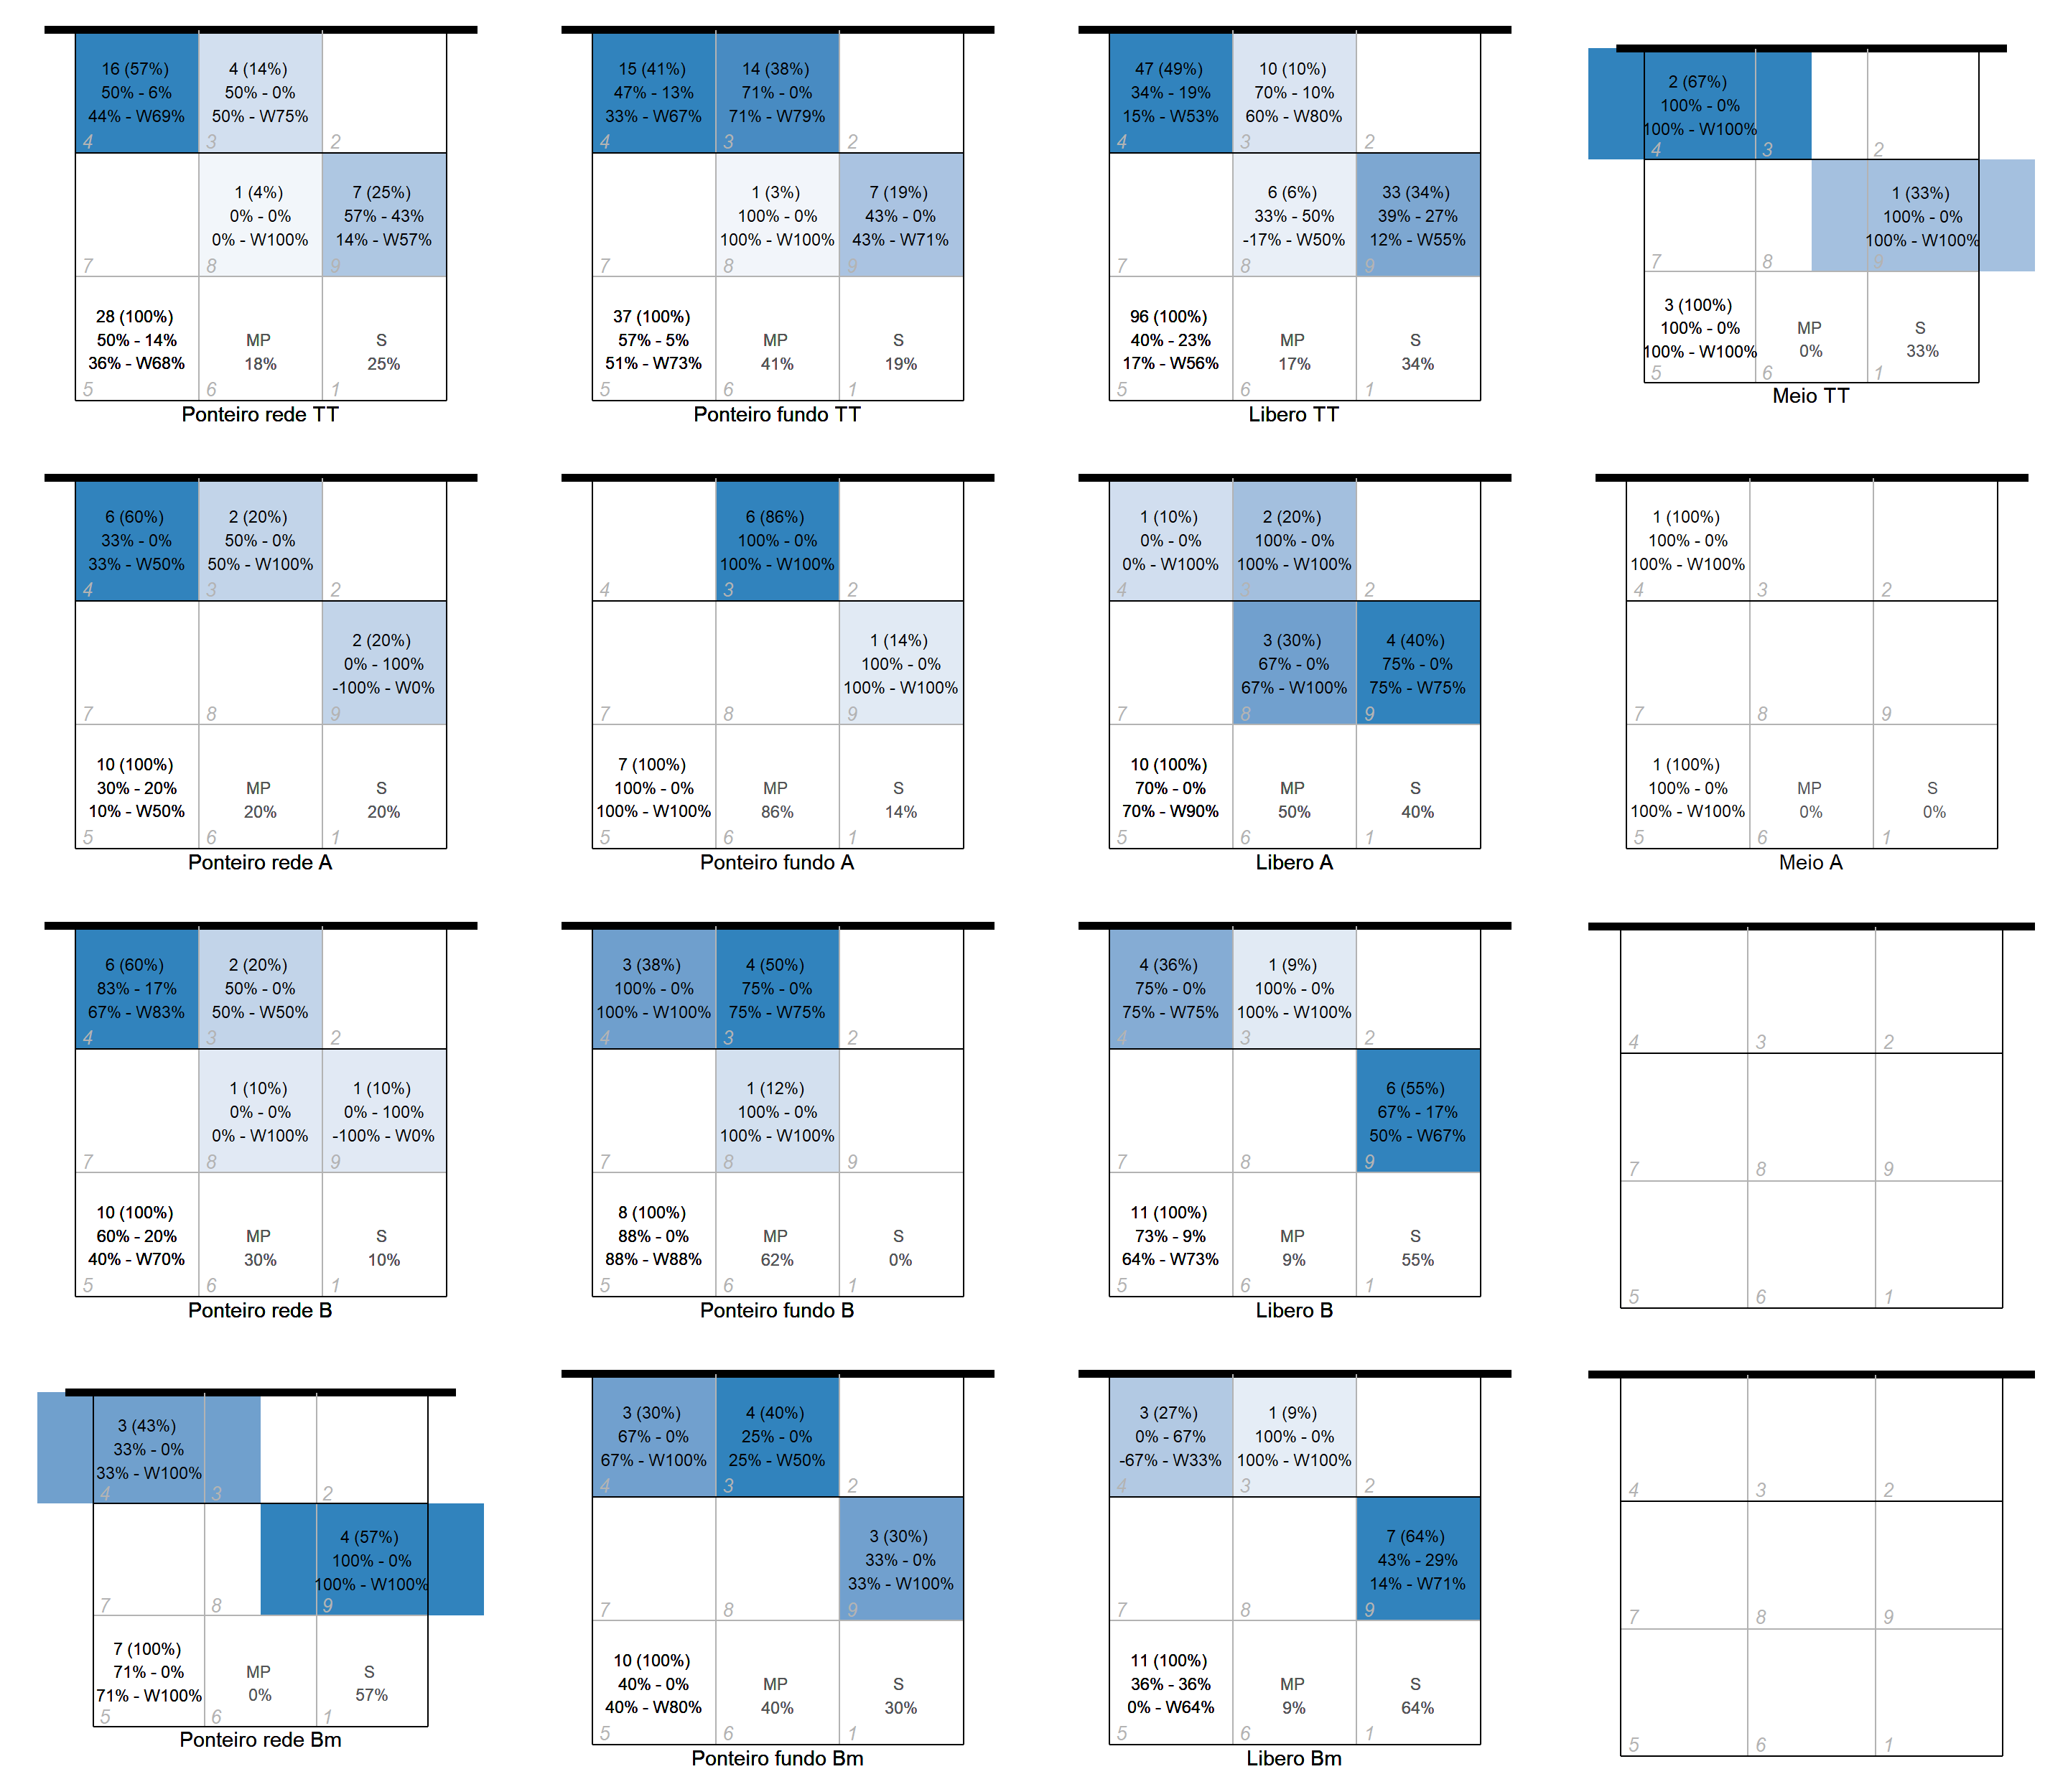 16 (57%)
50% - 6%
44% - W69%
4
4 (14%)
50% - 0%
50% - W75%
3
2
7
1 (4%)
0% - 0%
0% - W100%
8
7 (25%)
57% - 43%
14% - W57%
9
28 (100%)
50% - 14%
36% - W68%
5
MP
18%
6
S
25%
1
Ponteiro rede TT
15 (41%)
47% - 13%
33% - W67%
4
14 (38%)
71% - 0%
71% - W79%
3
2
7
1 (3%)
100% - 0%
100% - W100%
8
7 (19%)
43% - 0%
43% - W71%
9
37 (100%)
57% - 5%
51% - W73%
5
MP
41%
6
S
19%
1
Ponteiro fundo TT
47 (49%)
34% - 19%
15% - W53%
4
10 (10%)
70% - 10%
60% - W80%
3
2
7
6 (6%)
33% - 50%
-17% - W50%
8
33 (34%)
39% - 27%
12% - W55%
9
96 (100%)
40% - 23%
17% - W56%
5
MP
17%
6
S
34%
1
Libero TT
2 (67%)
100% - 0%
100% - W100%
4
3
2
7
8
1 (33%)
100% - 0%
100% - W100%
9
3 (100%)
100% - 0%
100% - W100%
5
MP
0%
6
S
33%
1
Meio TT
6 (60%)
33% - 0%
33% - W50%
4
2 (20%)
50% - 0%
50% - W100%
3
2
7
8
2 (20%)
0% - 100%
-100% - W0%
9
10 (100%)
30% - 20%
10% - W50%
5
MP
20%
6
S
20%
1
Ponteiro rede A
4
6 (86%)
100% - 0%
100% - W100%
3
2
7
8
1 (14%)
100% - 0%
100% - W100%
9
7 (100%)
100% - 0%
100% - W100%
5
MP
86%
6
S
14%
1
Ponteiro fundo A
1 (10%)
0% - 0%
0% - W100%
4
2 (20%)
100% - 0%
100% - W100%
3
2
7
3 (30%)
67% - 0%
67% - W100%
8
4 (40%)
75% - 0%
75% - W75%
9
10 (100%)
70% - 0%
70% - W90%
5
MP
50%
6
S
40%
1
Libero A
1 (100%)
100% - 0%
100% - W100%
4
3
2
7
8
9
1 (100%)
100% - 0%
100% - W100%
5
MP
0%
6
S
0%
1
Meio A
6 (60%)
83% - 17%
67% - W83%
4
2 (20%)
50% - 0%
50% - W50%
3
2
7
1 (10%)
0% - 0%
0% - W100%
8
1 (10%)
0% - 100%
-100% - W0%
9
10 (100%)
60% - 20%
40% - W70%
5
MP
30%
6
S
10%
1
Ponteiro rede B
3 (38%)
100% - 0%
100% - W100%
4
4 (50%)
75% - 0%
75% - W75%
3
2
7
1 (12%)
100% - 0%
100% - W100%
8
9
8 (100%)
88% - 0%
88% - W88%
5
MP
62%
6
S
0%
1
Ponteiro fundo B
4 (36%)
75% - 0%
75% - W75%
4
1 (9%)
100% - 0%
100% - W100%
3
2
7
8
6 (55%)
67% - 17%
50% - W67%
9
11 (100%)
73% - 9%
64% - W73%
5
MP
9%
6
S
55%
1
Libero B
4
3
2
7
8
9
5
6
1
3 (43%)
33% - 0%
33% - W100%
4
3
2
7
8
4 (57%)
100% - 0%
100% - W100%
9
7 (100%)
71% - 0%
71% - W100%
5
MP
0%
6
S
57%
1
Ponteiro rede Bm
3 (30%)
67% - 0%
67% - W100%
4
4 (40%)
25% - 0%
25% - W50%
3
2
7
8
3 (30%)
33% - 0%
33% - W100%
9
10 (100%)
40% - 0%
40% - W80%
5
MP
40%
6
S
30%
1
Ponteiro fundo Bm
3 (27%)
0% - 67%
-67% - W33%
4
1 (9%)
100% - 0%
100% - W100%
3
2
7
8
7 (64%)
43% - 29%
14% - W71%
9
11 (100%)
36% - 36%
0% - W64%
5
MP
9%
6
S
64%
1
Libero Bm
4
3
2
7
8
9
5
6
1